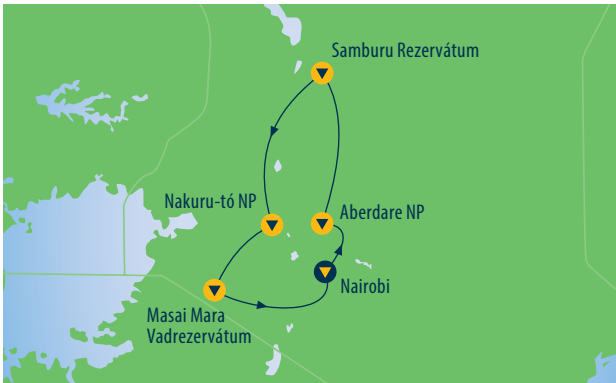 Samburu Rezervátum
Nakuru-tó NP
Aberdare NP
Nairobi
Masai Mara
Vadrezervátum